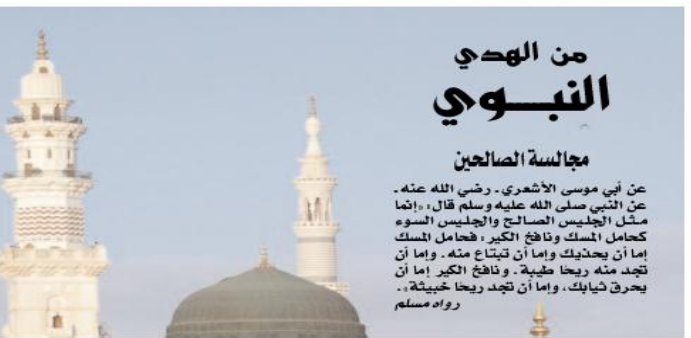 من الهدي
النبـــوي
مجالسة الصالحين
عن أبي موسى الأشعري ـ رضي الله عنه ـ
عن النبي صلى الله عليه وسلم قال: «إنما
مثل الجليس الصالح والجليس السوء
كحامل المسك ونافخ الكير؛ فحامل المسك
إما أن يحذيك وإما أن تبتاع منه. وإما أن
تجد منه ريحا طيبة. ونافخ الكير إما أن
يحرق ثيابك، وإما أن تجد ريحا خبيثة».
رواه مسلم